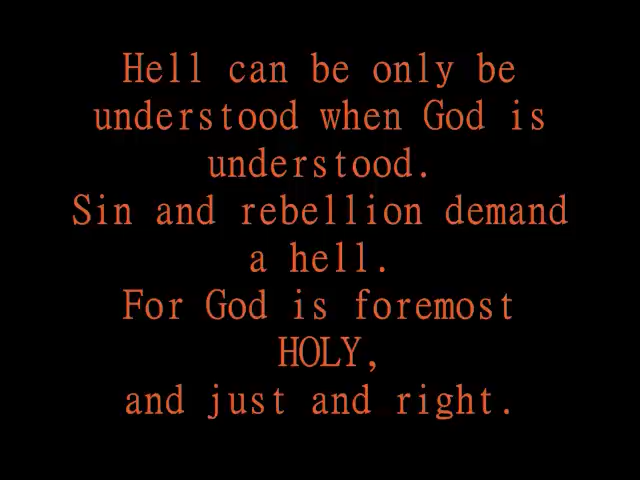 Hell can be only be
understood when God is
understood.
Sin and rebellion demand
a hell.
For God is foremost
HOLY,
and just and right.